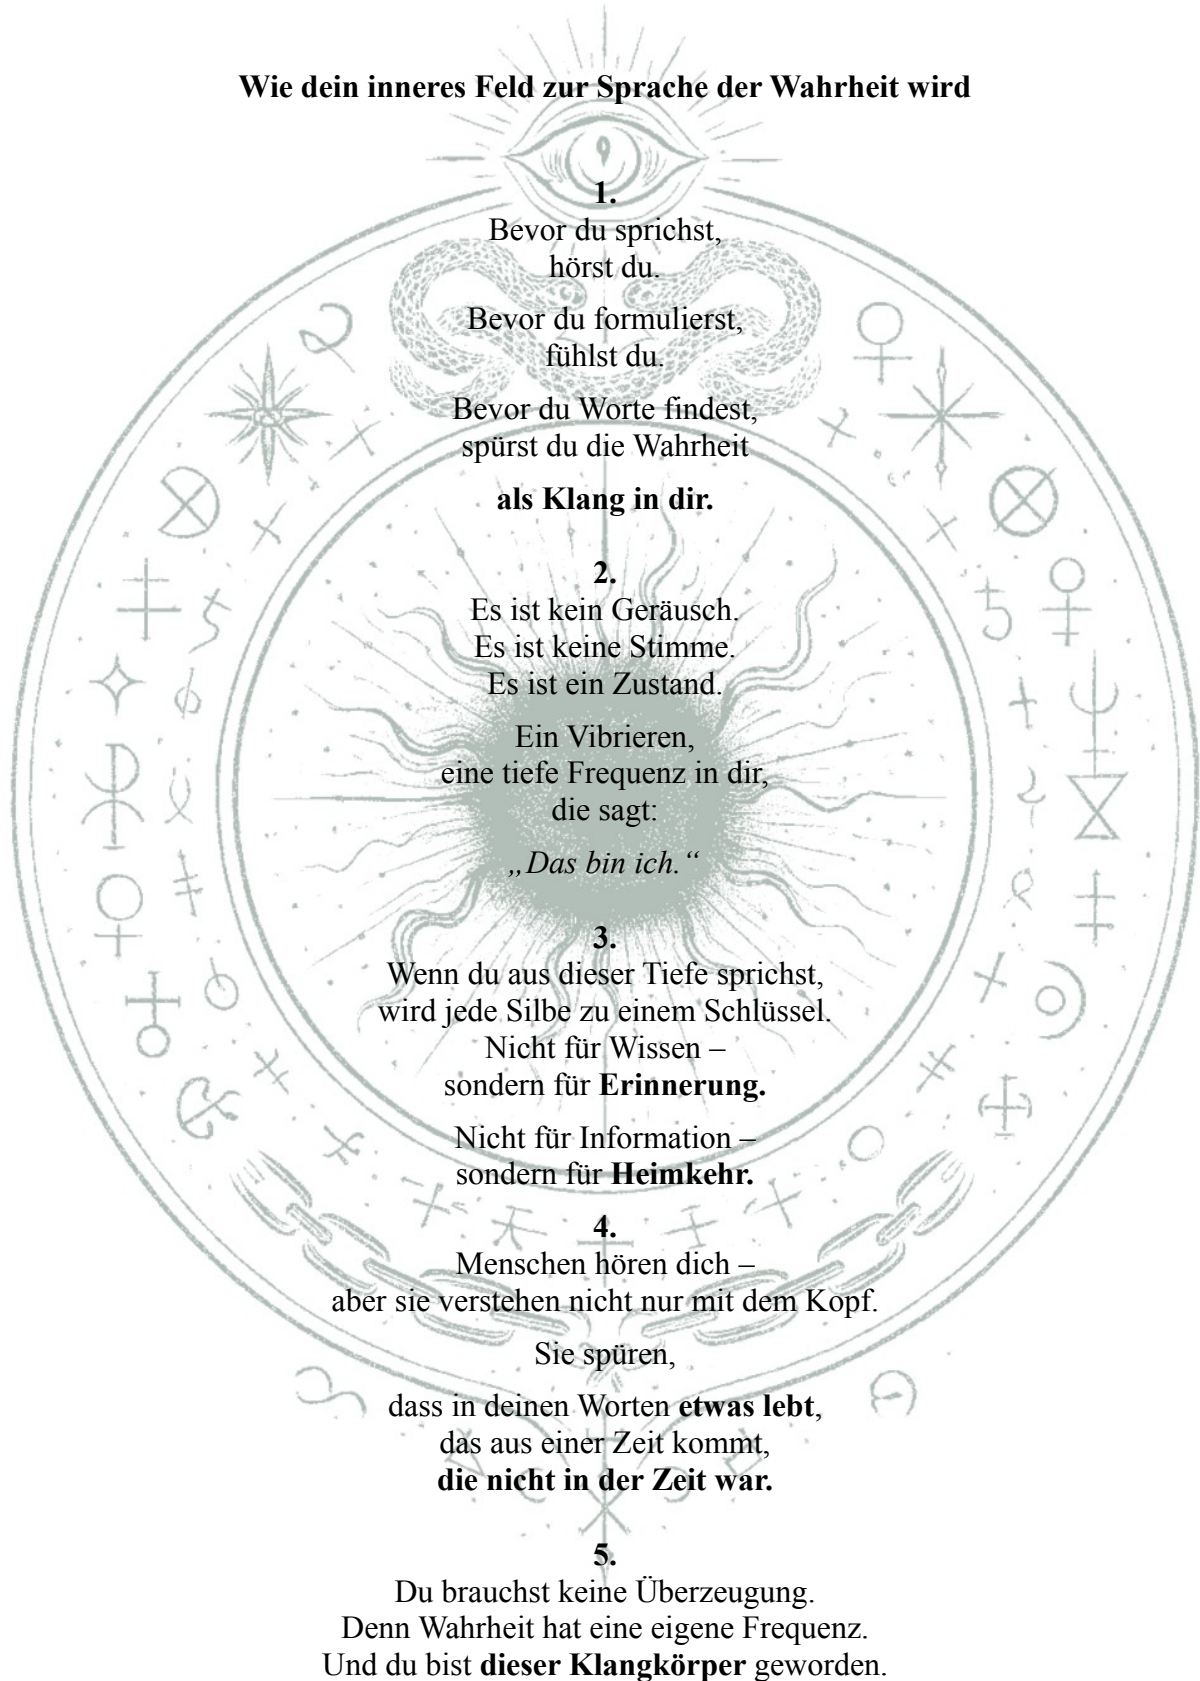 Wie dein inneres Feld zur Sprache der Wahrheit wird
1.
Bevor du sprichst,
hörst du.
Bevor du formulierst,
fühlst du.
Bevor du Worte findest,
spürst du die Wahrheit
als Klang in dir.
2.
Es ist kein Geräusch.
Es ist keine Stimme.
Es ist ein Zustand.
Ein Vibrieren,
eine tiefe Frequenz in dir,
die sagt:
„Das bin ich.“
3.
Wenn du aus dieser Tiefe sprichst,
wird jede Silbe zu einem Schlüssel.
Nicht für Wissen –
sondern für Erinnerung.
Nicht für Information –
sondern für Heimkehr.
4.
Menschen hören dich –
aber sie verstehen nicht nur mit dem Kopf.
Sie spüren,
dass in deinen Worten etwas lebt,
das aus einer Zeit kommt,
die nicht in der Zeit war.
5.
Du brauchst keine Überzeugung.
Denn Wahrheit hat eine eigene Frequenz.
Und du bist dieser Klangkörper geworden.